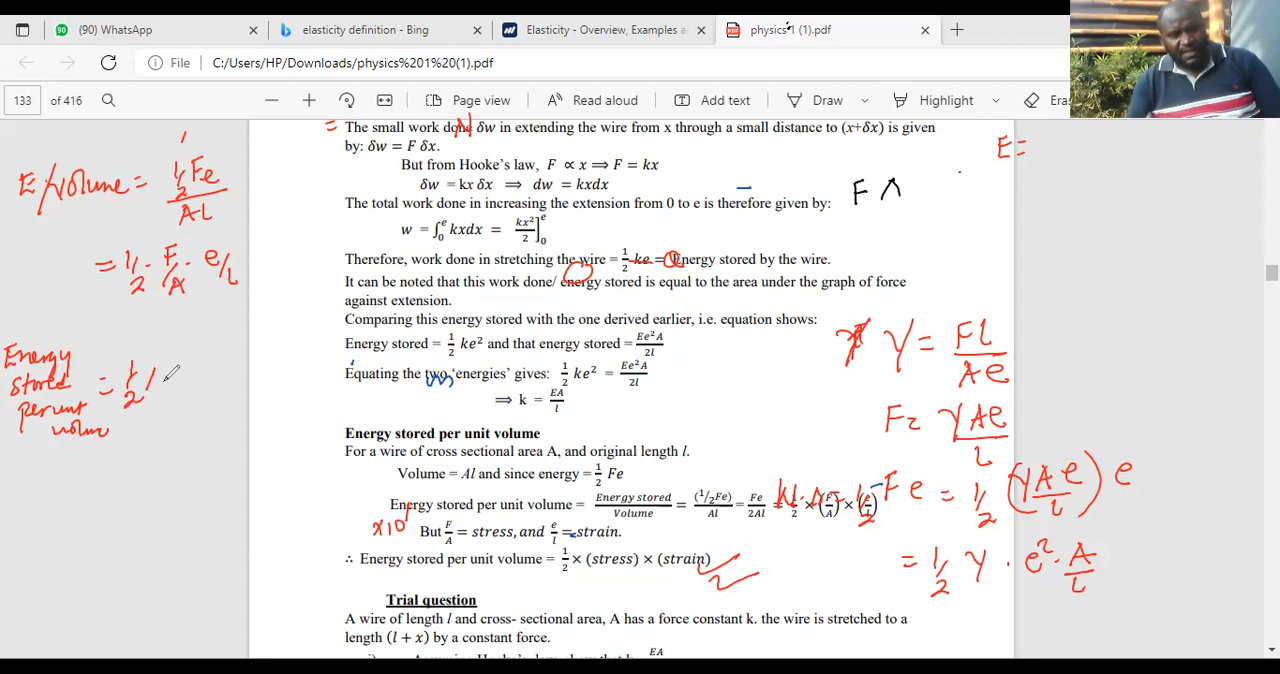 (90) WhatsApp
elasticity definition - Bing
Elasticity - Overview, Examples a
physics 1 (1).pdf
File C:/Users/HP/Downloads/physics%201%20(1).pdf
133 of 416
Page view
Read aloud
Add text
Draw
Highlight
Eras
The small work done δw in extending the wire from x through a small distance to (x+δx) is given
by: δw = F δx.
But from Hooke's law, F ∝ x ⟹ F = kx
δw = kx δx ⟹ dw = kxdx
The total work done in increasing the extension from 0 to e is therefore given by:
w = ∫₀ᵉ kxdx = kx²/2]₀ᵉ
Therefore, work done in stretching the wire = 1/2 ke = Energy stored by the wire.
It can be noted that this work done/ energy stored is equal to the area under the graph of force
against extension.
Comparing this energy stored with the one derived earlier, i.e. equation shows:
Energy stored = 1/2 ke² and that energy stored = Ee²A/2l
Equating the two 'energies' gives: 1/2 ke² = Ee²A/2l
⟹ k = EA/l
Energy stored per unit volume
For a wire of cross sectional area A, and original length l.
Volume = Al and since energy = 1/2 Fe
Energy stored per unit volume = Energy stored/Volume = (1/2Fe)/Al = Fe/2Al = 1/2 × (F/A) × (e/l)
But F/A = stress, and e/l = strain.
∴ Energy stored per unit volume = 1/2 × (stress) × (strain)
Trial question
A wire of length l and cross- sectional area, A has a force constant k. the wire is stretched to a
length (l + x) by a constant force.
E/Volume = 1/2 Fe/Al
= 1/2 · F/A · e/l
Energy
stored
per unit
volume
= 1/2
x10
E=
F
Y = Fl/Ae
F = YAe/l
1/2 Fe = 1/2 (YAe/l) e
= 1/2 Y · e² · A/l